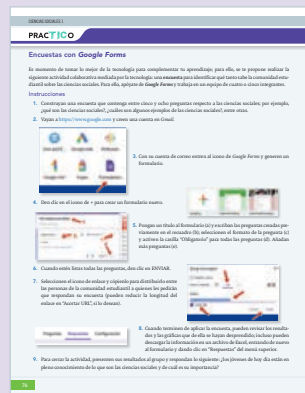 CIENCIAS SOCIALES I
PRACTICO
Encuestas con Google Forms
Es momento de tomar lo mejor de la tecnología para complementar tu aprendizaje; para ello, se te propone realizar la
siguiente actividad colaborativa mediada por la tecnología: una encuesta para identificar qué tanto sabe la comunidad estu-
diantil sobre las ciencias sociales. Para ello, apóyate de Google Forms y trabaja en un equipo de cuatro o cinco integrantes.
Instrucciones
1. Construyan una encuesta que contenga entre cinco y ocho preguntas respecto a las ciencias sociales; por ejemplo,
¿qué son las ciencias sociales?, ¿cuáles son algunos ejemplos de las ciencias sociales?, entre otras.
2. Vayan a https://www.google.com y creen una cuenta en Gmail.
3. Con su cuenta de correo entren al icono de Google Forms y generen un
formulario.
4. Den clic en el icono de + para crear un formulario nuevo.
5. Pongan un título al formulario (a) y escriban las preguntas creadas pre-
viamente en el recuadro (b); seleccionen el formato de la pregunta (c)
y activen la casilla "Obligatorio" para todas las preguntas (d). Añadan
más preguntas (e).
6. Cuando estén listas todas las preguntas, den clic en ENVIAR.
7. Seleccionen el icono de enlace y cópienlo para distribuirlo entre
las personas de la comunidad estudiantil a quienes les pedirán
que respondan su encuesta (pueden reducir la longitud del
enlace en "Acortar URL", si lo desean).
Preguntas Respuestas Configuración
8. Cuando terminen de aplicar la encuesta, pueden revisar los resulta-
dos y las gráficas que de ella se hayan desprendido; incluso pueden
descargar la información en un archivo de Excel, entrando de nuevo
al formulario y dando clic en "Respuestas" del menú superior.
9. Para cerrar la actividad, presenten sus resultados al grupo y respondan lo siguiente: ¿los jóvenes de hoy día están en
pleno conocimiento de lo que son las ciencias sociales y de cuál es su importancia?
74